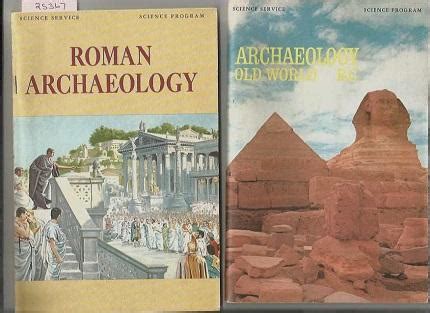 25367
SCIENCE SERVICE SCIENCE PROGRAM
ROMAN
ARCHAEOLOGY
SCIENCE SERVICE SCIENCE PROGRAM
ARCHAEOLOGY
OLD WORLD B.C.